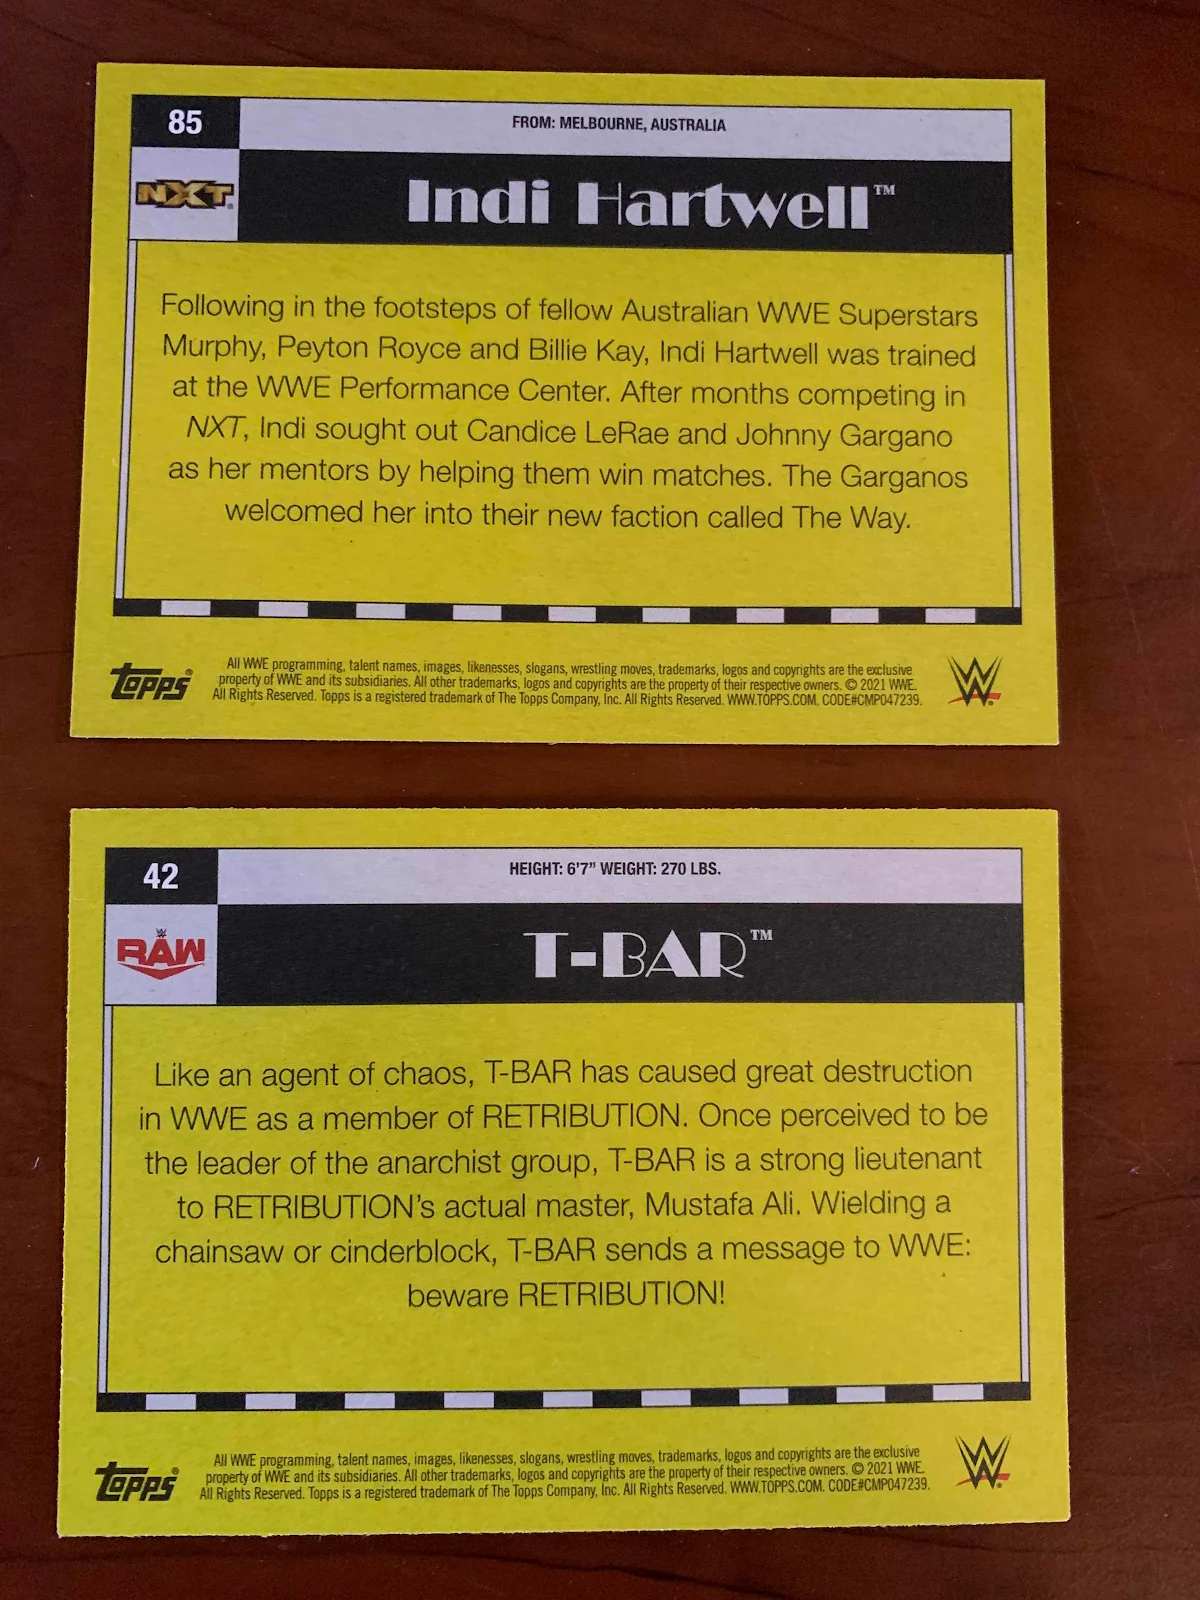 85
FROM: MELBOURNE, AUSTRALIA
NXT
Indi Hartwell™
Following in the footsteps of fellow Australian WWE Superstars
Murphy, Peyton Royce and Billie Kay, Indi Hartwell was trained
at the WWE Performance Center. After months competing in
NXT, Indi sought out Candice LeRae and Johnny Gargano
as her mentors by helping them win matches. The Garganos
welcomed her into their new faction called The Way.
topps®
All WWE programming, talent names, images, likenesses, slogans, wrestling moves, trademarks, logos and copyrights are the exclusive
property of WWE and its subsidiaries. All other trademarks, logos and copyrights are the property of their respective owners. © 2021 WWE.
All Rights Reserved. Topps is a registered trademark of The Topps Company, Inc. All Rights Reserved. WWW.TOPPS.COM. CODE#CMP047239.
W
42
HEIGHT: 6'7” WEIGHT: 270 LBS.
RAW
T-BAR™
Like an agent of chaos, T-BAR has caused great destruction
in WWE as a member of RETRIBUTION. Once perceived to be
the leader of the anarchist group, T-BAR is a strong lieutenant
to RETRIBUTION's actual master, Mustafa Ali. Wielding a
chainsaw or cinderblock, T-BAR sends a message to WWE:
beware RETRIBUTION!
topps®
All WWE programming, talent names, images, likenesses, slogans, wrestling moves, trademarks, logos and copyrights are the exclusive
property of WWE and its subsidiaries. All other trademarks, logos and copyrights are the property of their respective owners. © 2021 WWE.
All Rights Reserved. Topps is a registered trademark of The Topps Company, Inc. All Rights Reserved. WWW.TOPPS.COM. CODE#CMP047239.
W